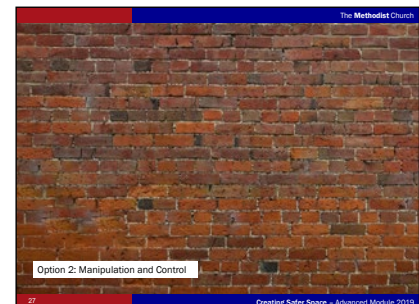 The Methodist Church
Option 2: Manipulation and Control
27
Creating Safer Space – Advanced Module 2019